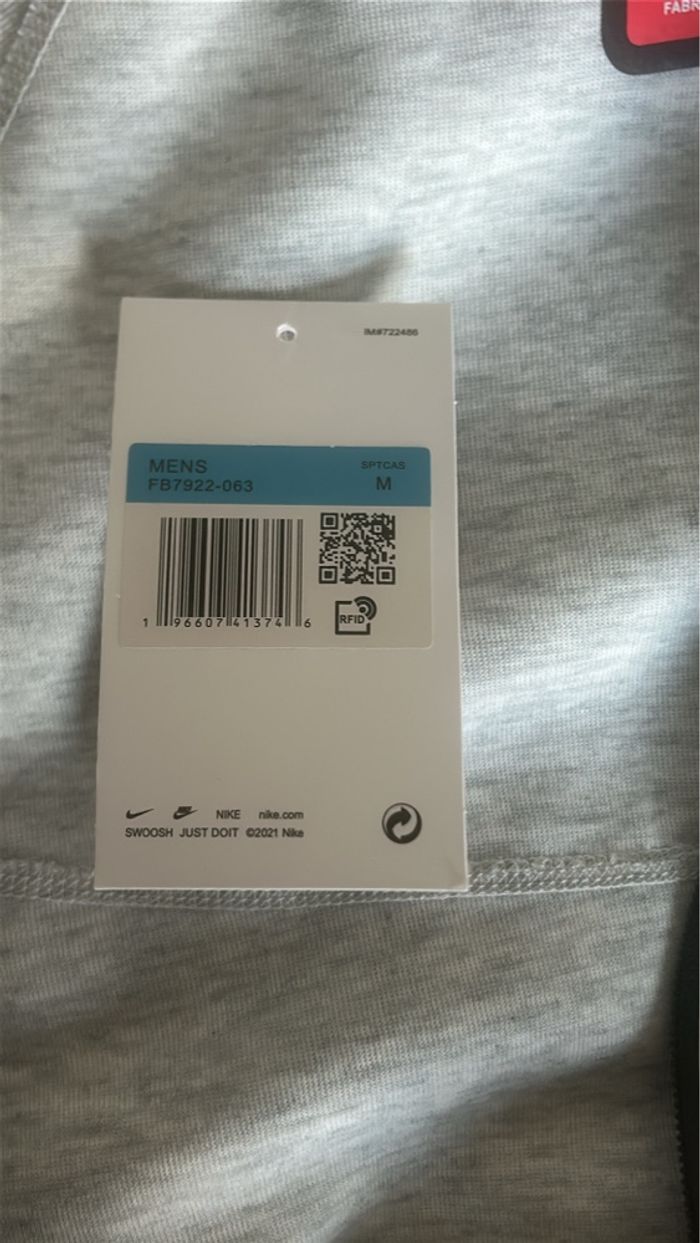 FABR
IM#722486
MENS
SPTCAS
FB7922-063
M
1 96607 41374 6
RFID
NIKE nike.com
SWOOSH JUST DOIT ©2021 Nike